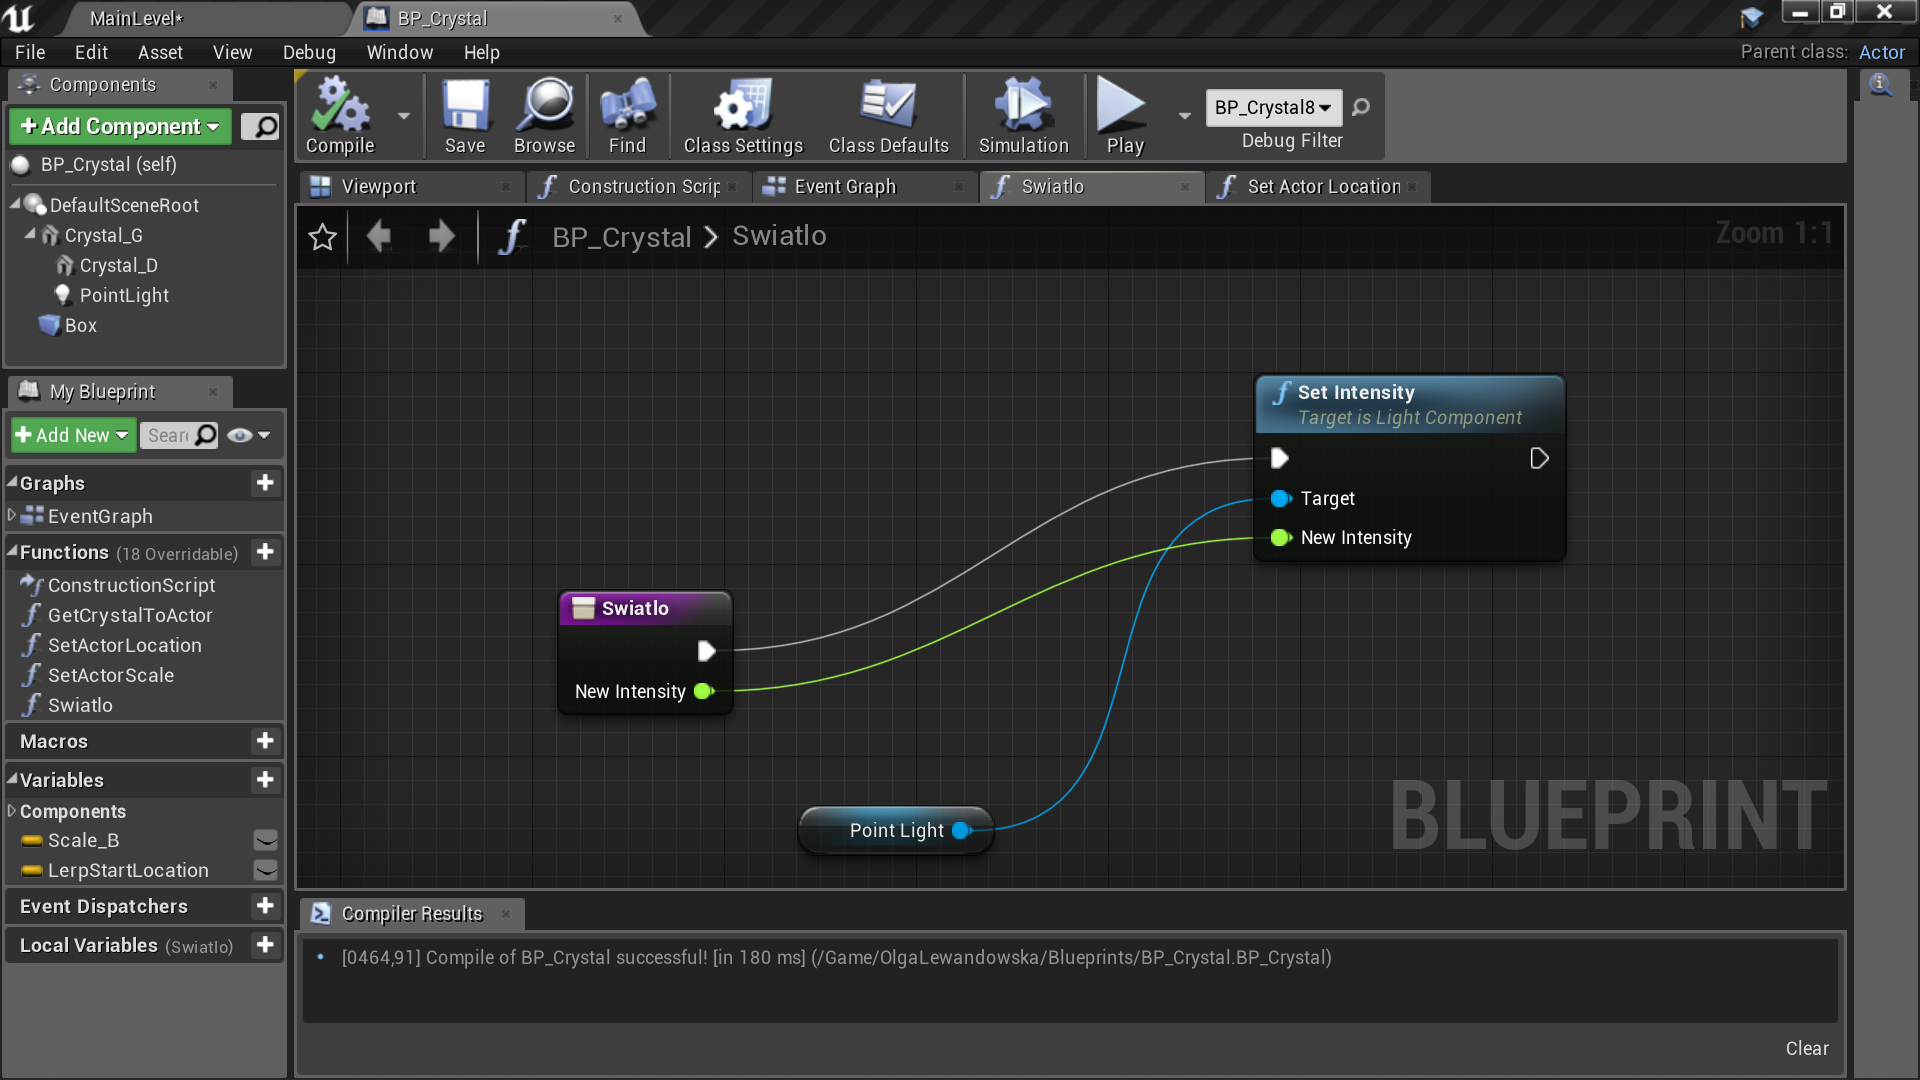 MainLevel*
BP_Crystal
File Edit Asset View Debug Window Help
Parent class: Actor
Components
Add Component
BP_Crystal (self)
DefaultSceneRoot
Crystal_G
Crystal_D
PointLight
Box
My Blueprint
Add New
Sear
Graphs
EventGraph
Functions (18 Overridable)
ConstructionScript
GetCrystalToActor
SetActorLocation
SetActorScale
Swiatlo
Macros
Variables
Components
Scale_B
LerpStartLocation
Event Dispatchers
Local Variables (Swiatlo)
Compile
Save
Browse
Find
Class Settings
Class Defaults
Simulation
Play
BP_Crystal8
Debug Filter
Viewport
Construction Scrip
Event Graph
Swiatlo
Set Actor Location
BP_Crystal > Swiatlo
Zoom 1:1
Set Intensity
Target is Light Component
Target
New Intensity
Swiatlo
New Intensity
Point Light
BLUEPRINT
Compiler Results
[0464,91] Compile of BP_Crystal successful! [in 180 ms] (/Game/OlgaLewandowska/Blueprints/BP_Crystal.BP_Crystal)
Clear